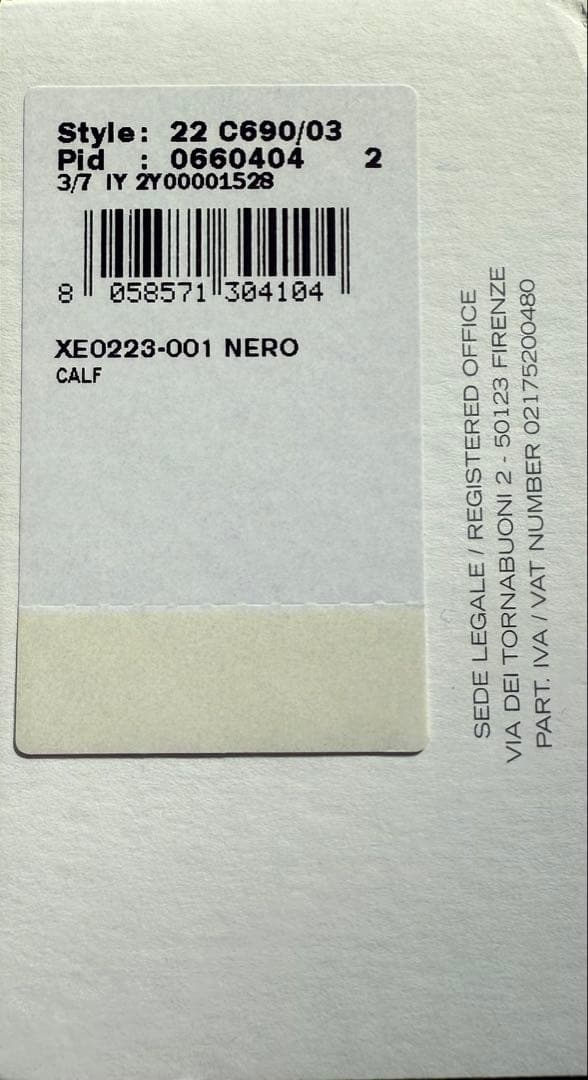 Style: 22 C690/03
Pid : 0660404 2
3/7 IY 2Y00001528
8 058571 304104
XE0223-001 NERO
CALF
SEDE LEGALE / REGISTERED OFFICE
VIA DEI TORNABUONI 2 - 50123 FIRENZE
PART. IVA / VAT NUMBER 02175200480